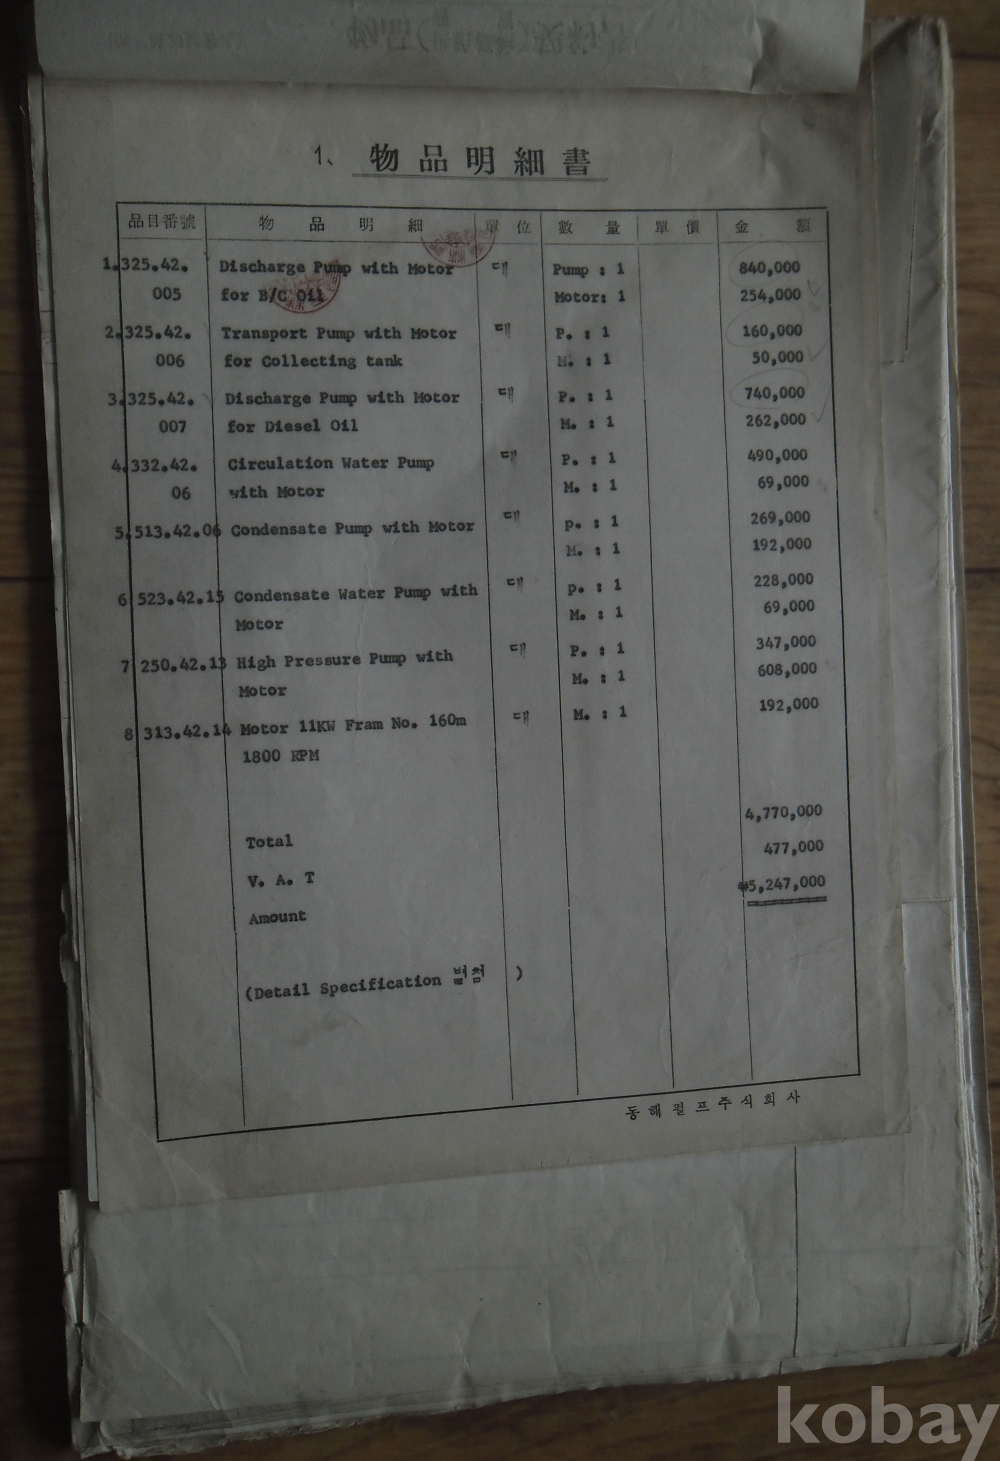 1、物品明細書
品目番號 物品明細 單位 數量 單價 金額
1.325.42. Discharge Pump with Motor 대 Pump : 1 840,000
005 for B/C Oil Motor: 1 254,000
2.325.42. Transport Pump with Motor 대 P. : 1 160,000
006 for Collecting tank M. : 1 50,000
3.325.42. Discharge Pump with Motor 대 P. : 1 740,000
007 for Diesel Oil M. : 1 262,000
4.332.42. Circulation Water Pump 대 P. : 1 490,000
06 with Motor M. : 1 69,000
5.513.42.06 Condensate Pump with Motor 대 p. : 1 269,000
M. : 1 192,000
6 523.42.15 Condensate Water Pump with 대 p. : 1 228,000
Motor M. : 1 69,000
7 250.42.13 High Pressure Pump with 대 P. : 1 347,000
Motor M. : 1 608,000
8 313.42.14 Motor 11KW Fram No. 160m 대 M. : 1 192,000
1800 RPM
Total 4,770,000
V. A. T 477,000
Amount ₩5,247,000
(Detail Specification 별첨 )
동해펌프주식회사
kobay